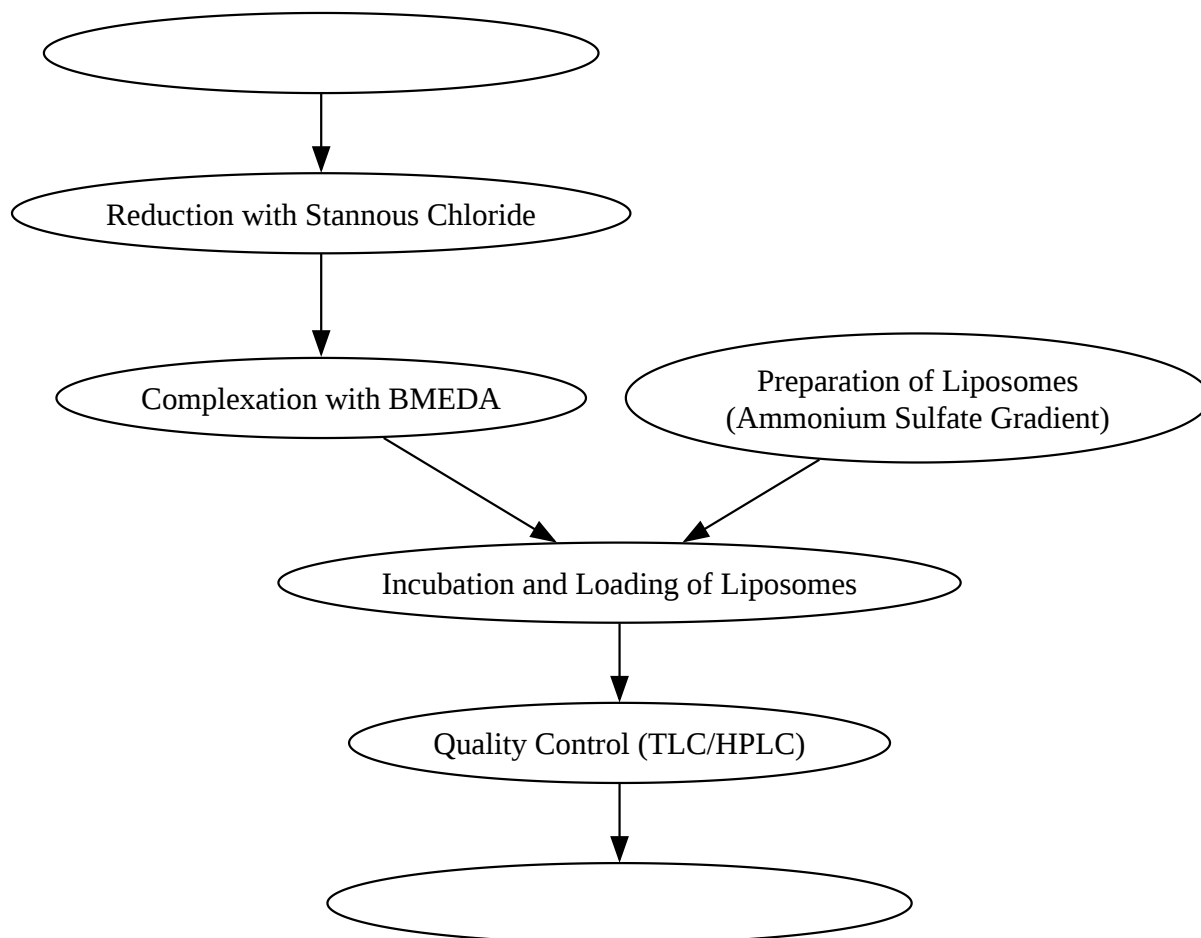 Reduction with Stannous Chloride
Complexation with BMEDA
Preparation of Liposomes
(Ammonium Sulfate Gradient)
Incubation and Loading of Liposomes
Quality Control (TLC/HPLC)